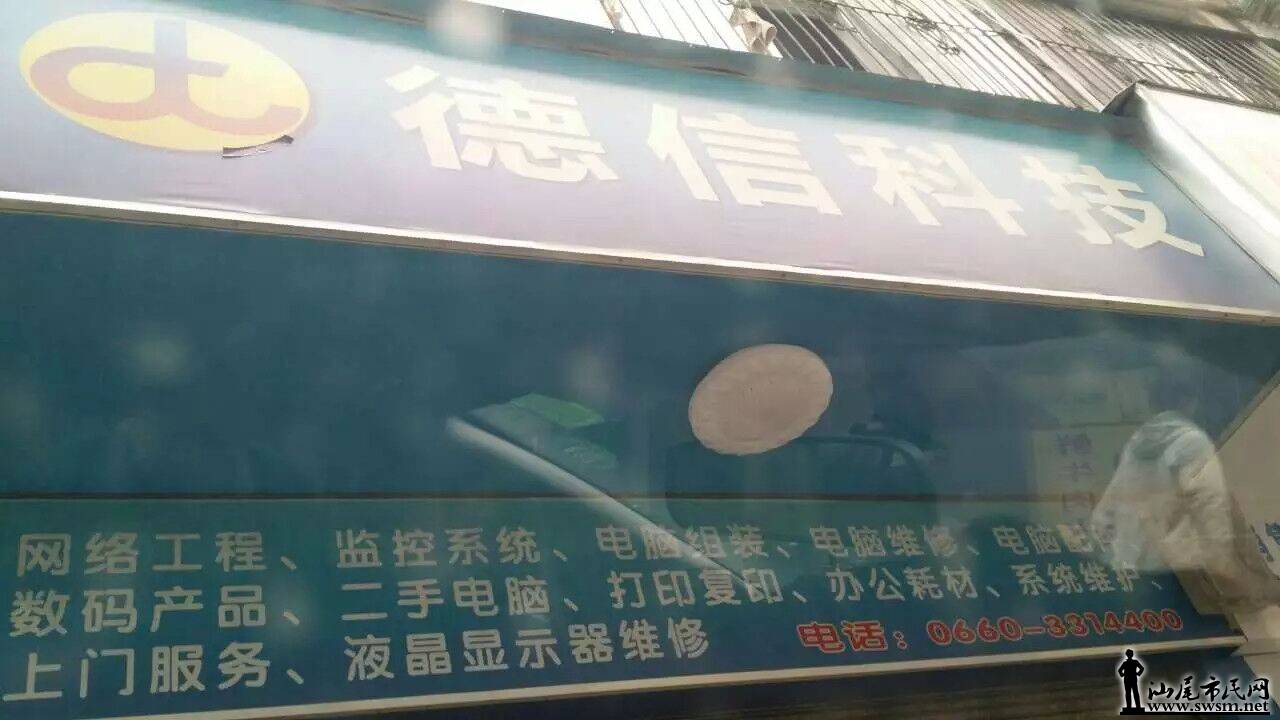 德信科技
网络工程、监控系统、电脑组装、电脑维修、电脑配
数码产品、二手电脑、打印复印、办公耗材、系统维护、
上门服务、液晶显示器维修
电话：0660-3314400
汕尾市民网
www.swsm.net